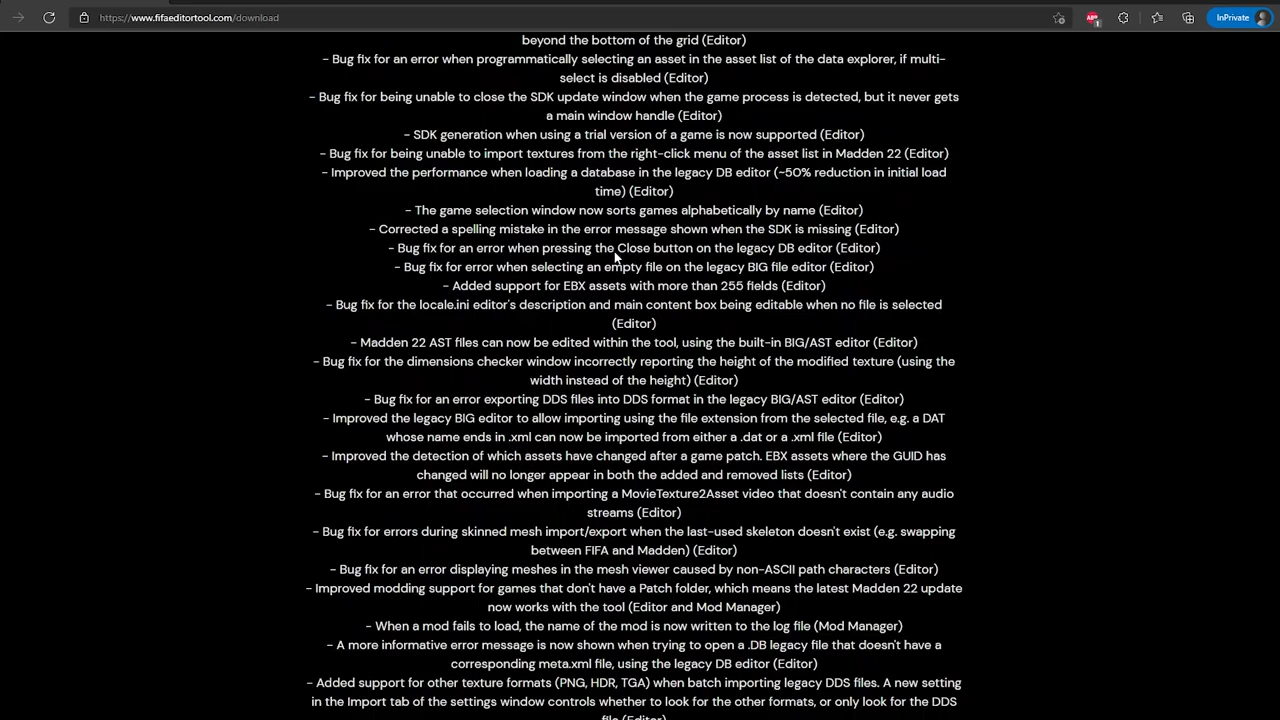 https://www.fifaeditortool.com/download
InPrivate
beyond the bottom of the grid (Editor)
- Bug fix for an error when programmatically selecting an asset in the asset list of the data explorer, if multi-
select is disabled (Editor)
- Bug fix for being unable to close the SDK update window when the game process is detected, but it never gets
a main window handle (Editor)
- SDK generation when using a trial version of a game is now supported (Editor)
- Bug fix for being unable to import textures from the right-click menu of the asset list in Madden 22 (Editor)
- Improved the performance when loading a database in the legacy DB editor (~50% reduction in initial load
time) (Editor)
- The game selection window now sorts games alphabetically by name (Editor)
- Corrected a spelling mistake in the error message shown when the SDK is missing (Editor)
- Bug fix for an error when pressing the Close button on the legacy DB editor (Editor)
- Bug fix for error when selecting an empty file on the legacy BIG file editor (Editor)
- Added support for EBX assets with more than 255 fields (Editor)
- Bug fix for the locale.ini editor's description and main content box being editable when no file is selected
(Editor)
- Madden 22 AST files can now be edited within the tool, using the built-in BIG/AST editor (Editor)
- Bug fix for the dimensions checker window incorrectly reporting the height of the modified texture (using the
width instead of the height) (Editor)
- Bug fix for an error exporting DDS files into DDS format in the legacy BIG/AST editor (Editor)
- Improved the legacy BIG editor to allow importing using the file extension from the selected file, e.g. a DAT
whose name ends in .xml can now be imported from either a .dat or a .xml file (Editor)
- Improved the detection of which assets have changed after a game patch. EBX assets where the GUID has
changed will no longer appear in both the added and removed lists (Editor)
- Bug fix for an error that occurred when importing a MovieTexture2Asset video that doesn't contain any audio
streams (Editor)
- Bug fix for errors during skinned mesh import/export when the last-used skeleton doesn't exist (e.g. swapping
between FIFA and Madden) (Editor)
- Bug fix for an error displaying meshes in the mesh viewer caused by non-ASCII path characters (Editor)
- Improved modding support for games that don't have a Patch folder, which means the latest Madden 22 update
now works with the tool (Editor and Mod Manager)
- When a mod fails to load, the name of the mod is now written to the log file (Mod Manager)
- A more informative error message is now shown when trying to open a .DB legacy file that doesn't have a
corresponding meta.xml file, using the legacy DB editor (Editor)
- Added support for other texture formats (PNG, HDR, TGA) when batch importing legacy DDS files. A new setting
in the Import tab of the settings window controls whether to look for the other formats, or only look for the DDS
file (Editor)